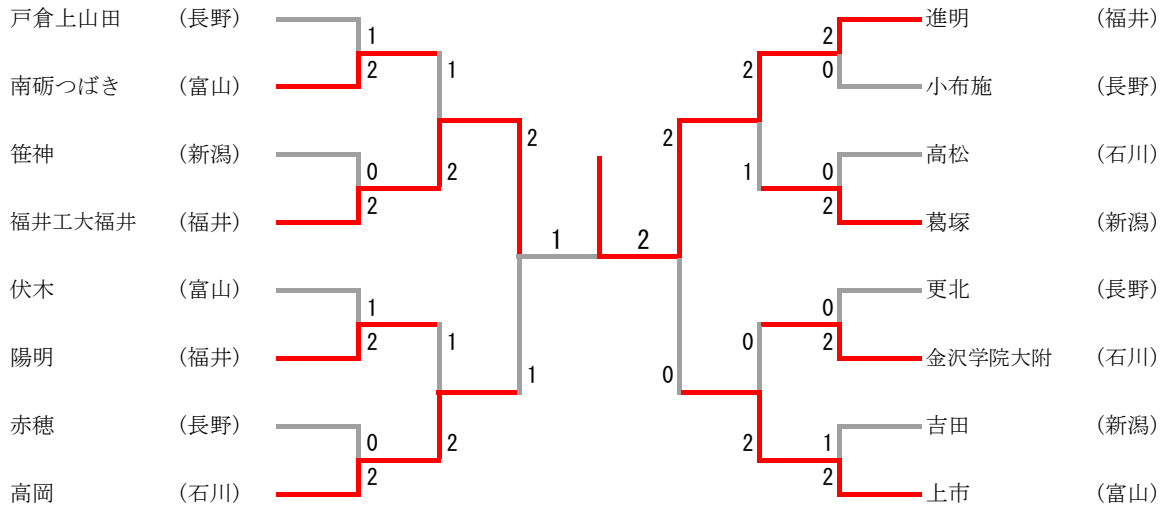 戸倉上山田 (長野) 進明 (福井)
1 2
南砺つばき (富山) 2 1 2 0 小布施 (長野)
2 2
笹神 (新潟) 0 2 1 0 高松 (石川)
福井工大福井 (福井) 2 2 葛塚 (新潟)
1 2
伏木 (富山) 更北 (長野)
1 0
陽明 (福井) 2 1 0 2 金沢学院大附 (石川)
1 0
赤穂 (長野) 吉田 (新潟)
0 2 2 1
高岡 (石川) 2 2 上市 (富山)